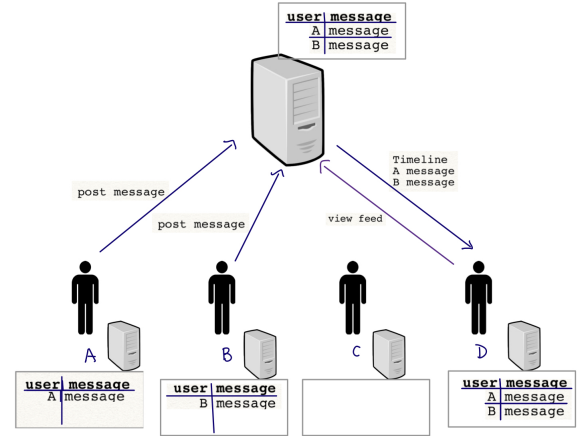 user message
A message
B message
Timeline
A message
B message
post message
post message
view feed
A
B
C
D
user message
A message
user message
B message
user message
A message
B message